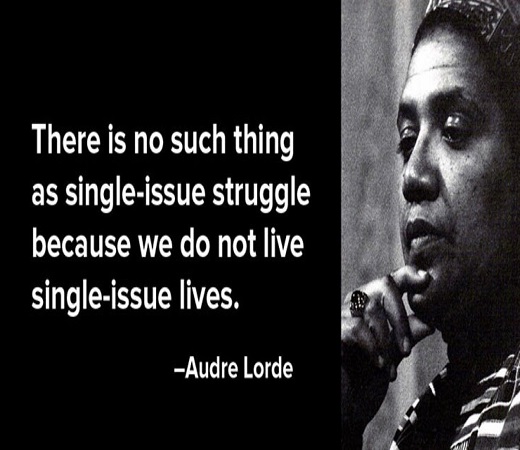 There is no such thing
as single-issue struggle
because we do not live
single-issue lives.
–Audre Lorde